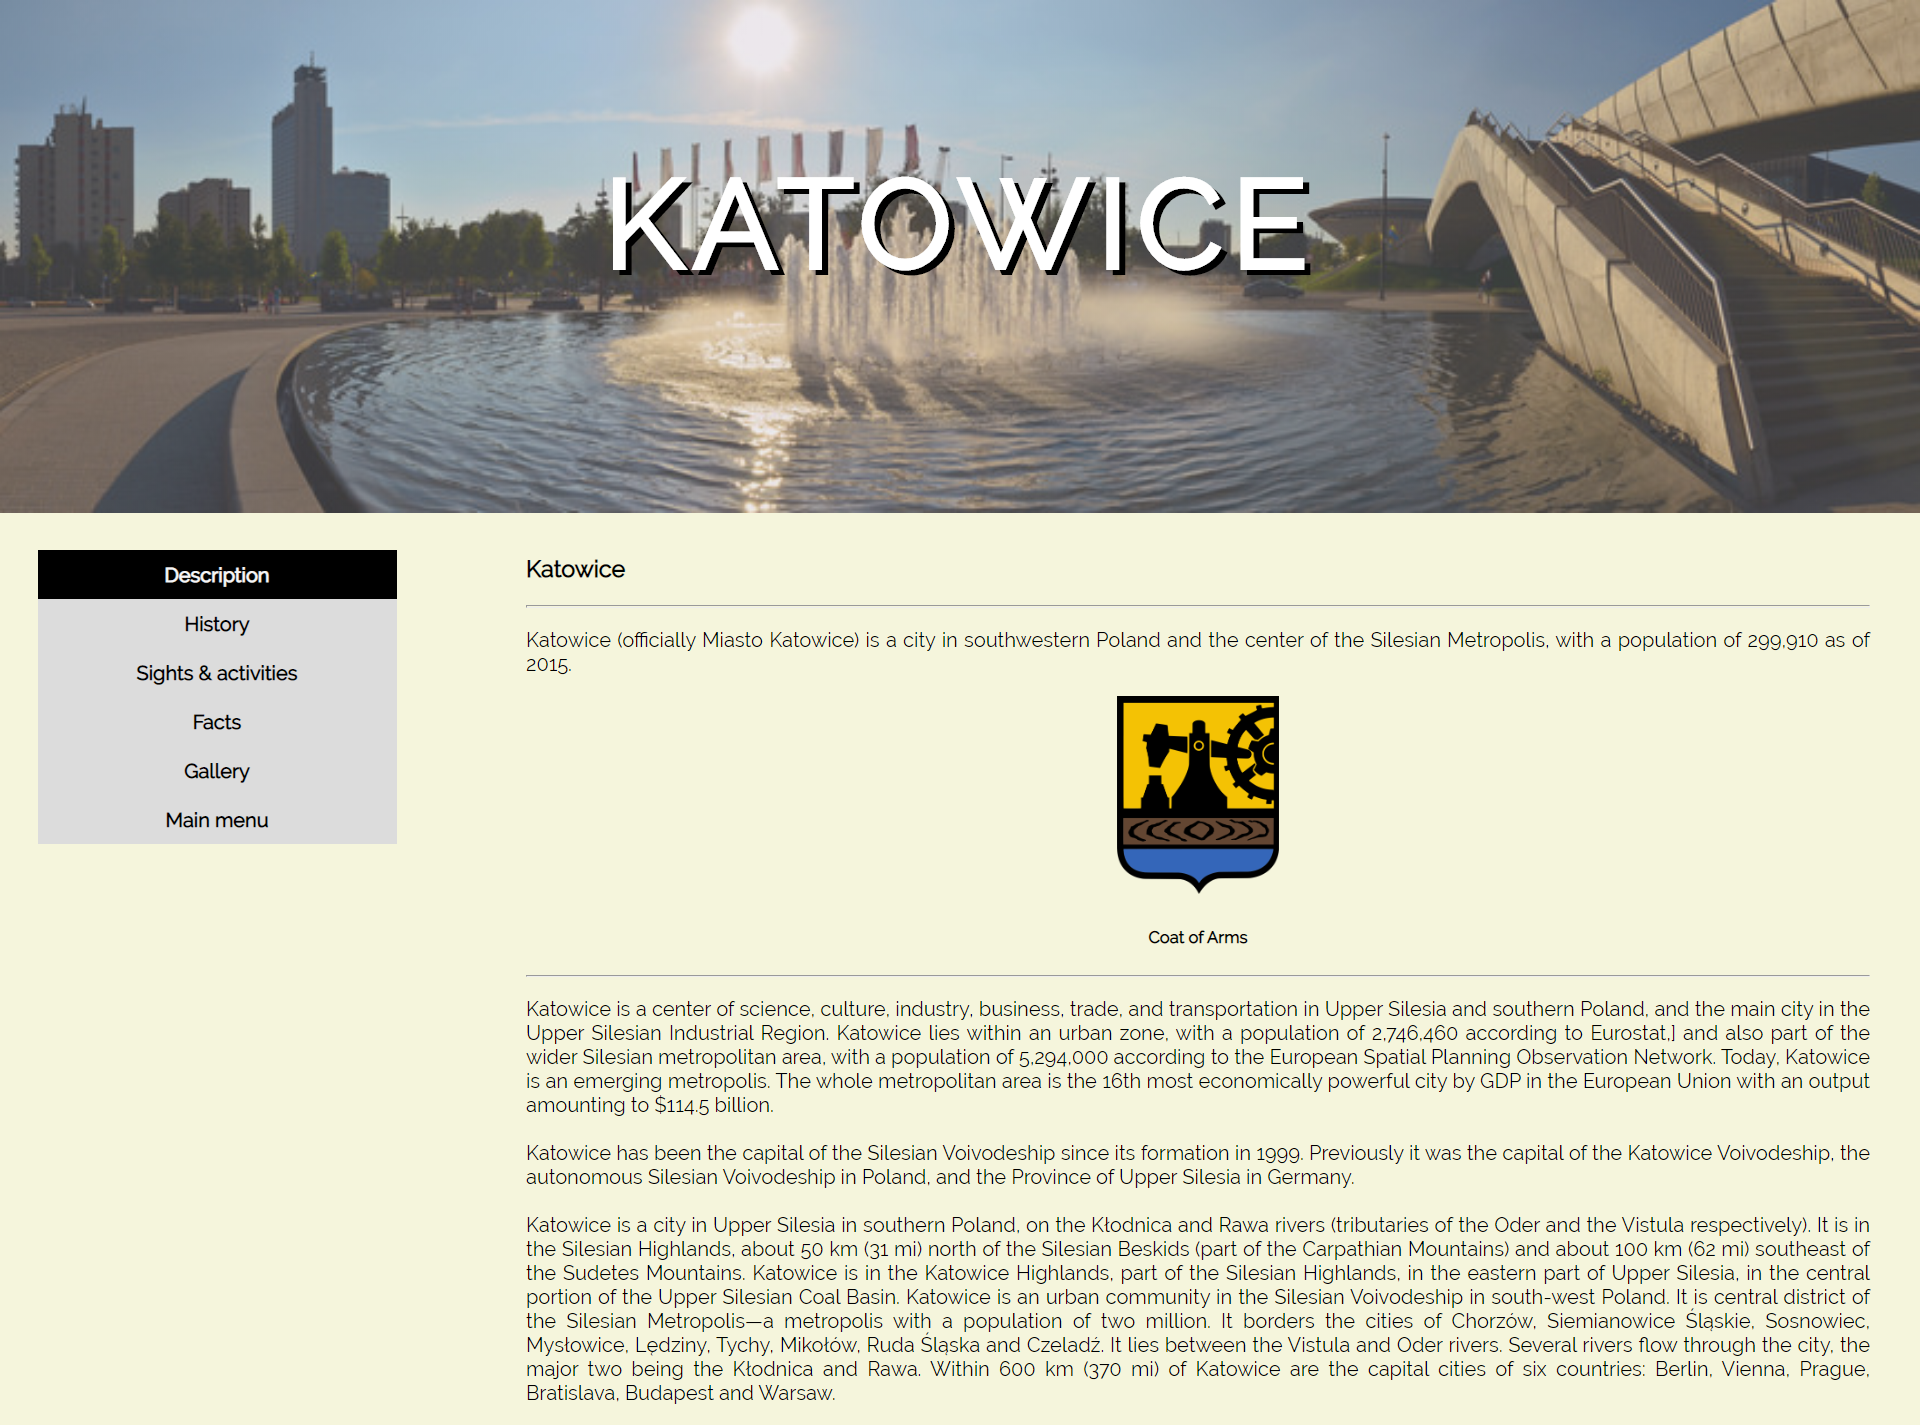 KATOWICE
Description
History
Sights & activities
Facts
Gallery
Main menu
Katowice
Katowice (officially Miasto Katowice) is a city in southwestern Poland and the center of the Silesian Metropolis, with a population of 299,910 as of
2015.
Coat of Arms
Katowice is a center of science, culture, industry, business, trade, and transportation in Upper Silesia and southern Poland, and the main city in the
Upper Silesian Industrial Region. Katowice lies within an urban zone, with a population of 2,746,460 according to Eurostat,] and also part of the
wider Silesian metropolitan area, with a population of 5,294,000 according to the European Spatial Planning Observation Network. Today, Katowice
is an emerging metropolis. The whole metropolitan area is the 16th most economically powerful city by GDP in the European Union with an output
amounting to $114.5 billion.
Katowice has been the capital of the Silesian Voivodeship since its formation in 1999. Previously it was the capital of the Katowice Voivodeship, the
autonomous Silesian Voivodeship in Poland, and the Province of Upper Silesia in Germany.
Katowice is a city in Upper Silesia in southern Poland, on the Kłodnica and Rawa rivers (tributaries of the Oder and the Vistula respectively). It is in
the Silesian Highlands, about 50 km (31 mi) north of the Silesian Beskids (part of the Carpathian Mountains) and about 100 km (62 mi) southeast of
the Sudetes Mountains. Katowice is in the Katowice Highlands, part of the Silesian Highlands, in the eastern part of Upper Silesia, in the central
portion of the Upper Silesian Coal Basin. Katowice is an urban community in the Silesian Voivodeship in south-west Poland. It is central district of
the Silesian Metropolis—a metropolis with a population of two million. It borders the cities of Chorzów, Siemianowice Śląskie, Sosnowiec,
Mysłowice, Lędziny, Tychy, Mikołów, Ruda Śląska and Czeladź. It lies between the Vistula and Oder rivers. Several rivers flow through the city, the
major two being the Kłodnica and Rawa. Within 600 km (370 mi) of Katowice are the capital cities of six countries: Berlin, Vienna, Prague,
Bratislava, Budapest and Warsaw.